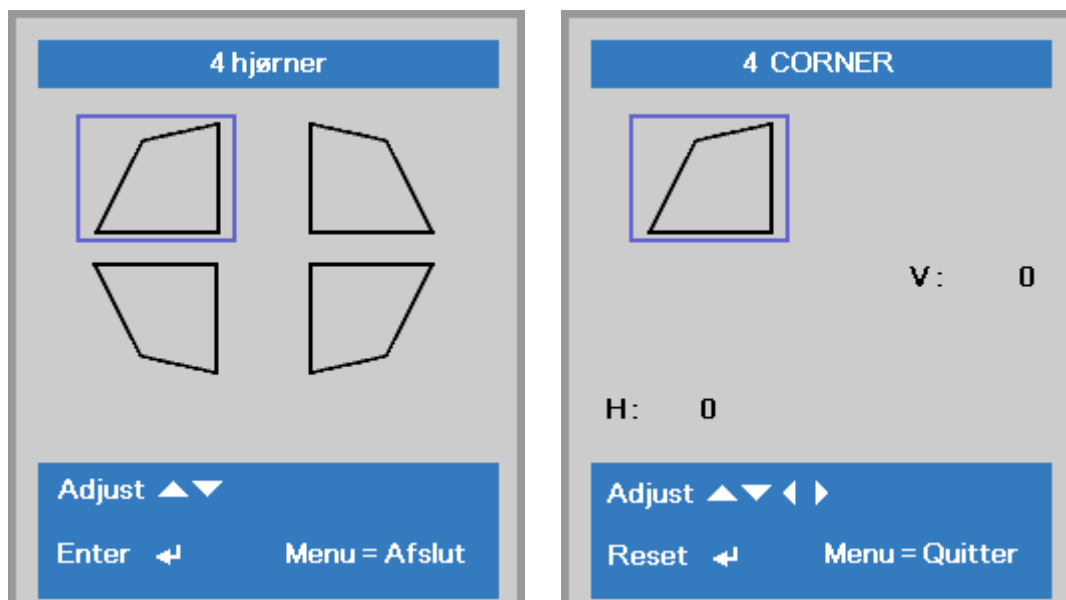 4 hjørner
Adjust
Enter Menu = Afslut
4 CORNER
V: 0
H: 0
Adjust
Reset Menu = Quitter